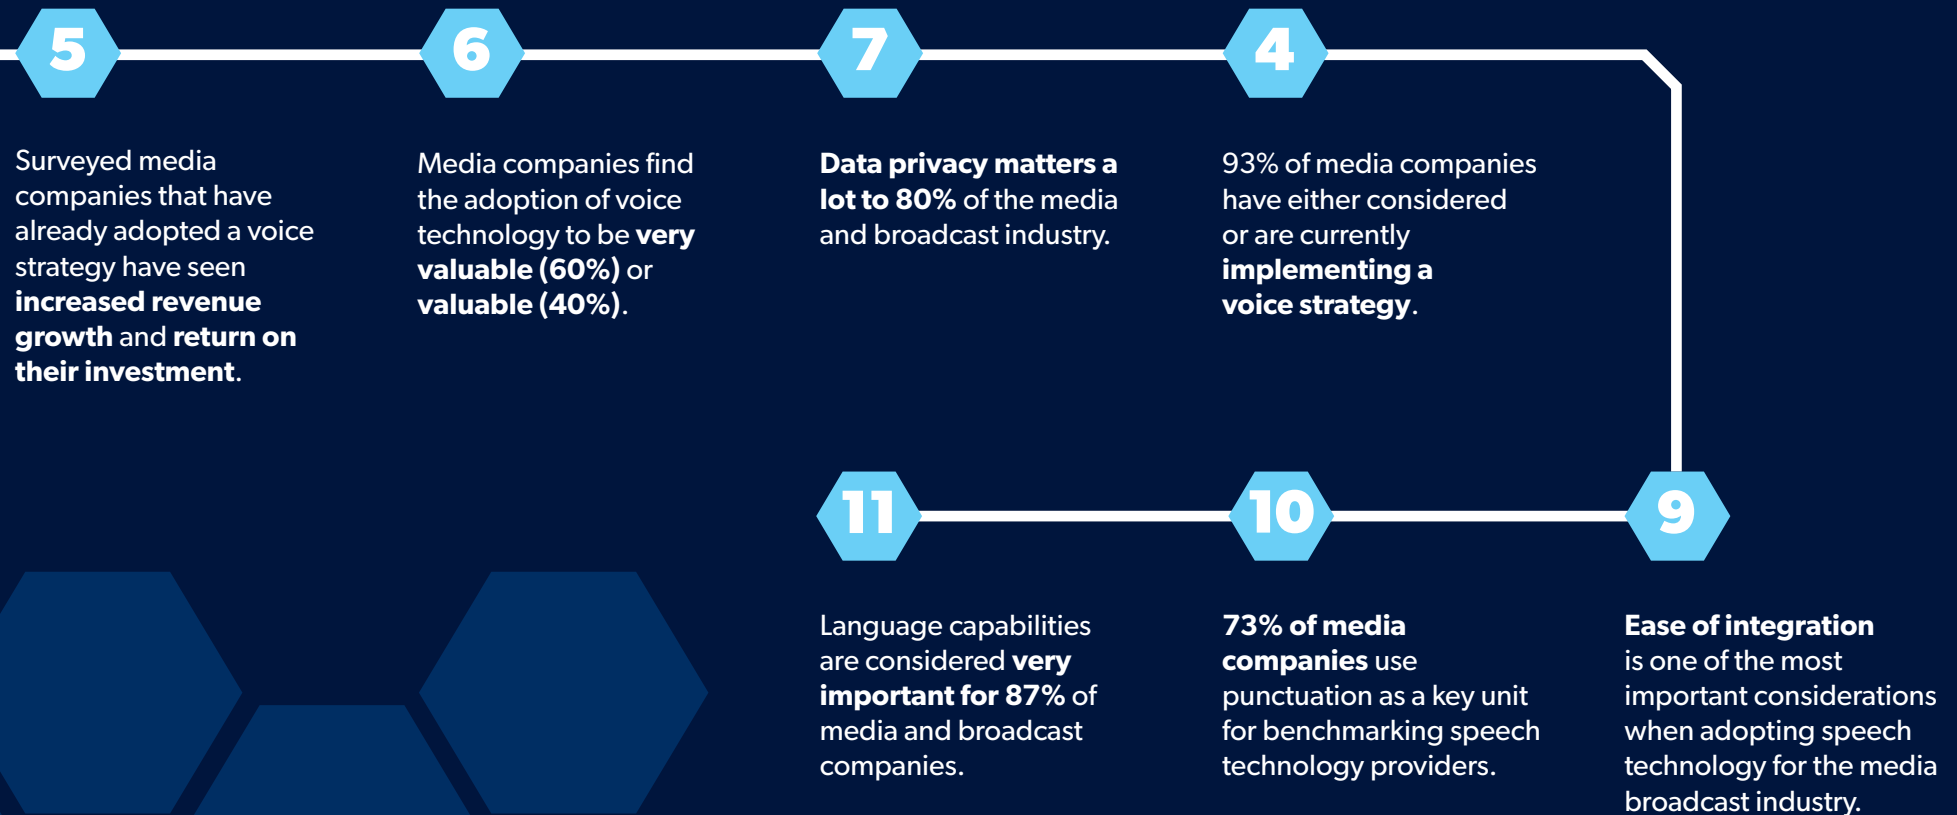 5
Surveyed media
companies that have
already adopted a voice
strategy have seen
increased revenue
growth and return on
their investment.
6
Media companies find
the adoption of voice
technology to be very
valuable (60%) or
valuable (40%).
7
Data privacy matters a
lot to 80% of the media
and broadcast industry.
4
93% of media companies
have either considered
or are currently
implementing a
voice strategy.
9
Ease of integration
is one of the most
important considerations
when adopting speech
technology for the media
broadcast industry.
10
73% of media
companies use
punctuation as a key unit
for benchmarking speech
technology providers.
11
Language capabilities
are considered very
important for 87% of
media and broadcast
companies.